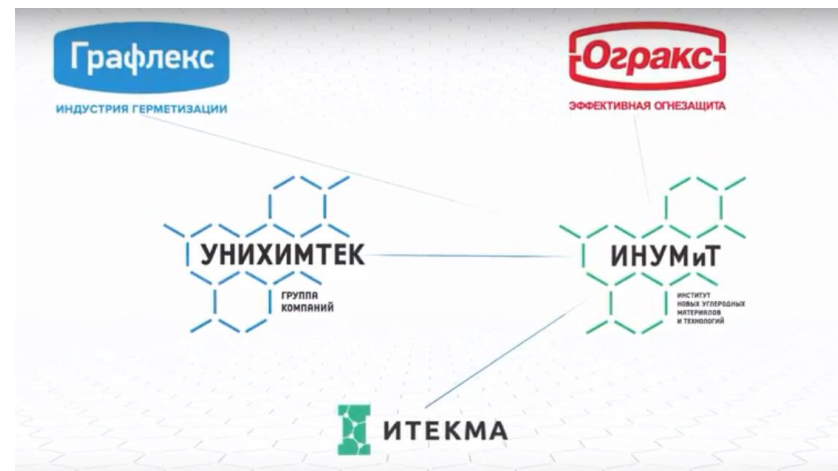 Графлекс
ИНДУСТРИЯ ГЕРМЕТИЗАЦИИ
Огракс
ЭФФЕКТИВНАЯ ОГНЕЗАЩИТА
УНИХИМТЕК
ГРУППА
КОМПАНИЙ
ИНУМиТ
ИНСТИТУТ
НОВЫХ УГЛЕРОДНЫХ
МАТЕРИАЛОВ
И ТЕХНОЛОГИЙ
ИТЕКМА